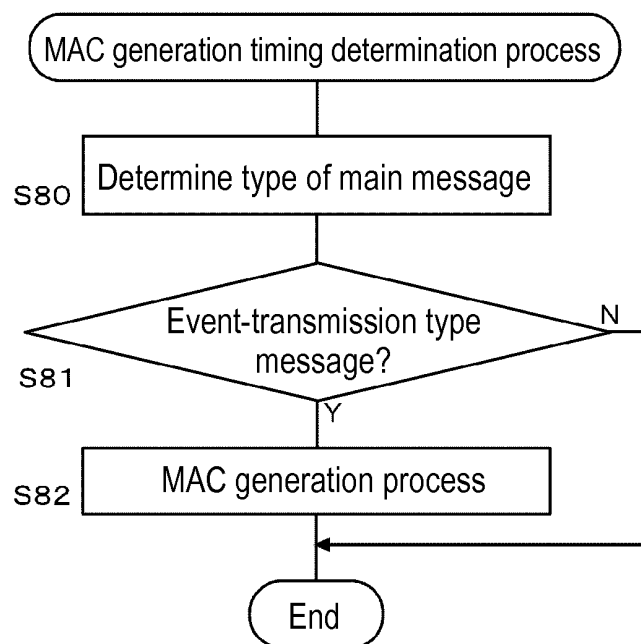 MAC generation timing determination process
S80
Determine type of main message
Event-transmission type
message?
N
S81
Y
S82
MAC generation process
End